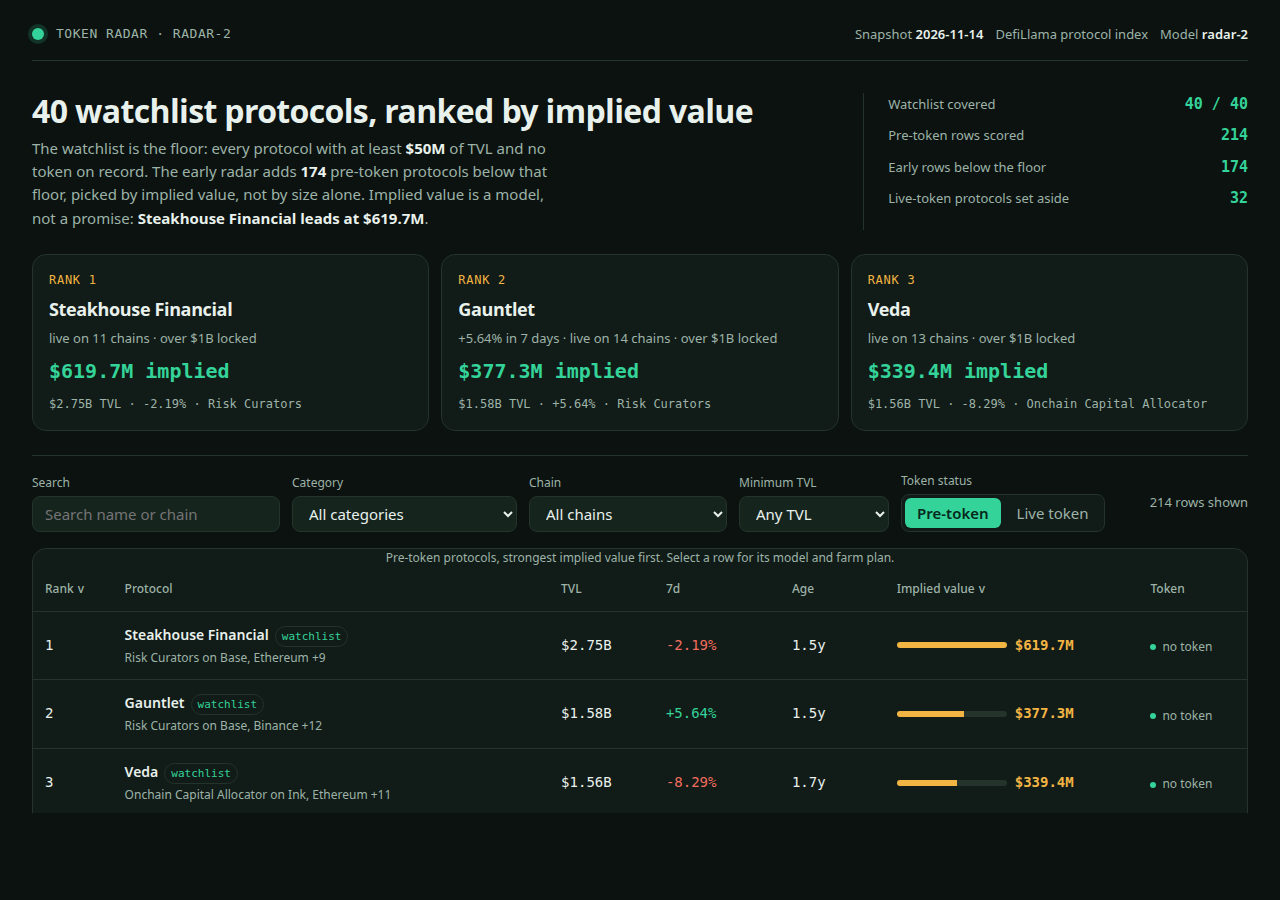 TOKEN RADAR · RADAR-2
Snapshot 2026-11-14 DefiLlama protocol index Model radar-2
40 watchlist protocols, ranked by implied value
The watchlist is the floor: every protocol with at least $50M of TVL and no
token on record. The early radar adds 174 pre-token protocols below that
floor, picked by implied value, not by size alone. Implied value is a model,
not a promise: Steakhouse Financial leads at $619.7M.
Watchlist covered 40 / 40
Pre-token rows scored 214
Early rows below the floor 174
Live-token protocols set aside 32
RANK 1
Steakhouse Financial
live on 11 chains · over $1B locked
$619.7M implied
$2.75B TVL · -2.19% · Risk Curators
RANK 2
Gauntlet
+5.64% in 7 days · live on 14 chains · over $1B locked
$377.3M implied
$1.58B TVL · +5.64% · Risk Curators
RANK 3
Veda
live on 13 chains · over $1B locked
$339.4M implied
$1.56B TVL · -8.29% · Onchain Capital Allocator
Search Category Chain Minimum TVL Token status
Search name or chain All categories All chains Any TVL Pre-token Live token 214 rows shown
Pre-token protocols, strongest implied value first. Select a row for its model and farm plan.
Rank v Protocol TVL 7d Age Implied value v Token
1 Steakhouse Financial watchlist $2.75B -2.19% 1.5y $619.7M no token
Risk Curators on Base, Ethereum +9
2 Gauntlet watchlist $1.58B +5.64% 1.5y $377.3M no token
Risk Curators on Base, Binance +12
3 Veda watchlist $1.56B -8.29% 1.7y $339.4M no token
Onchain Capital Allocator on Ink, Ethereum +11